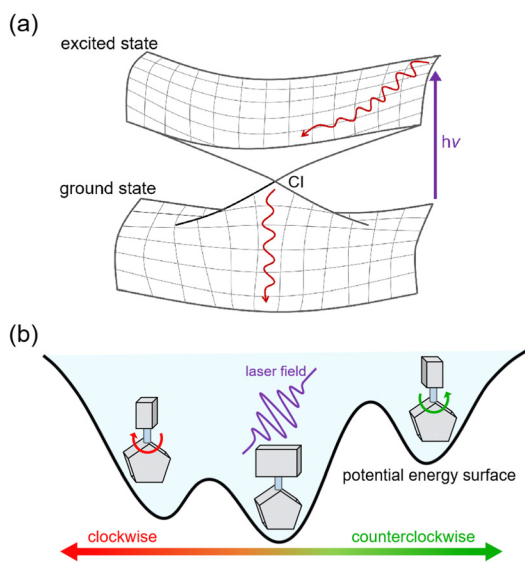 (a)
excited state
hν
CI
ground state
(b)
laser field
potential energy surface
clockwise
counterclockwise